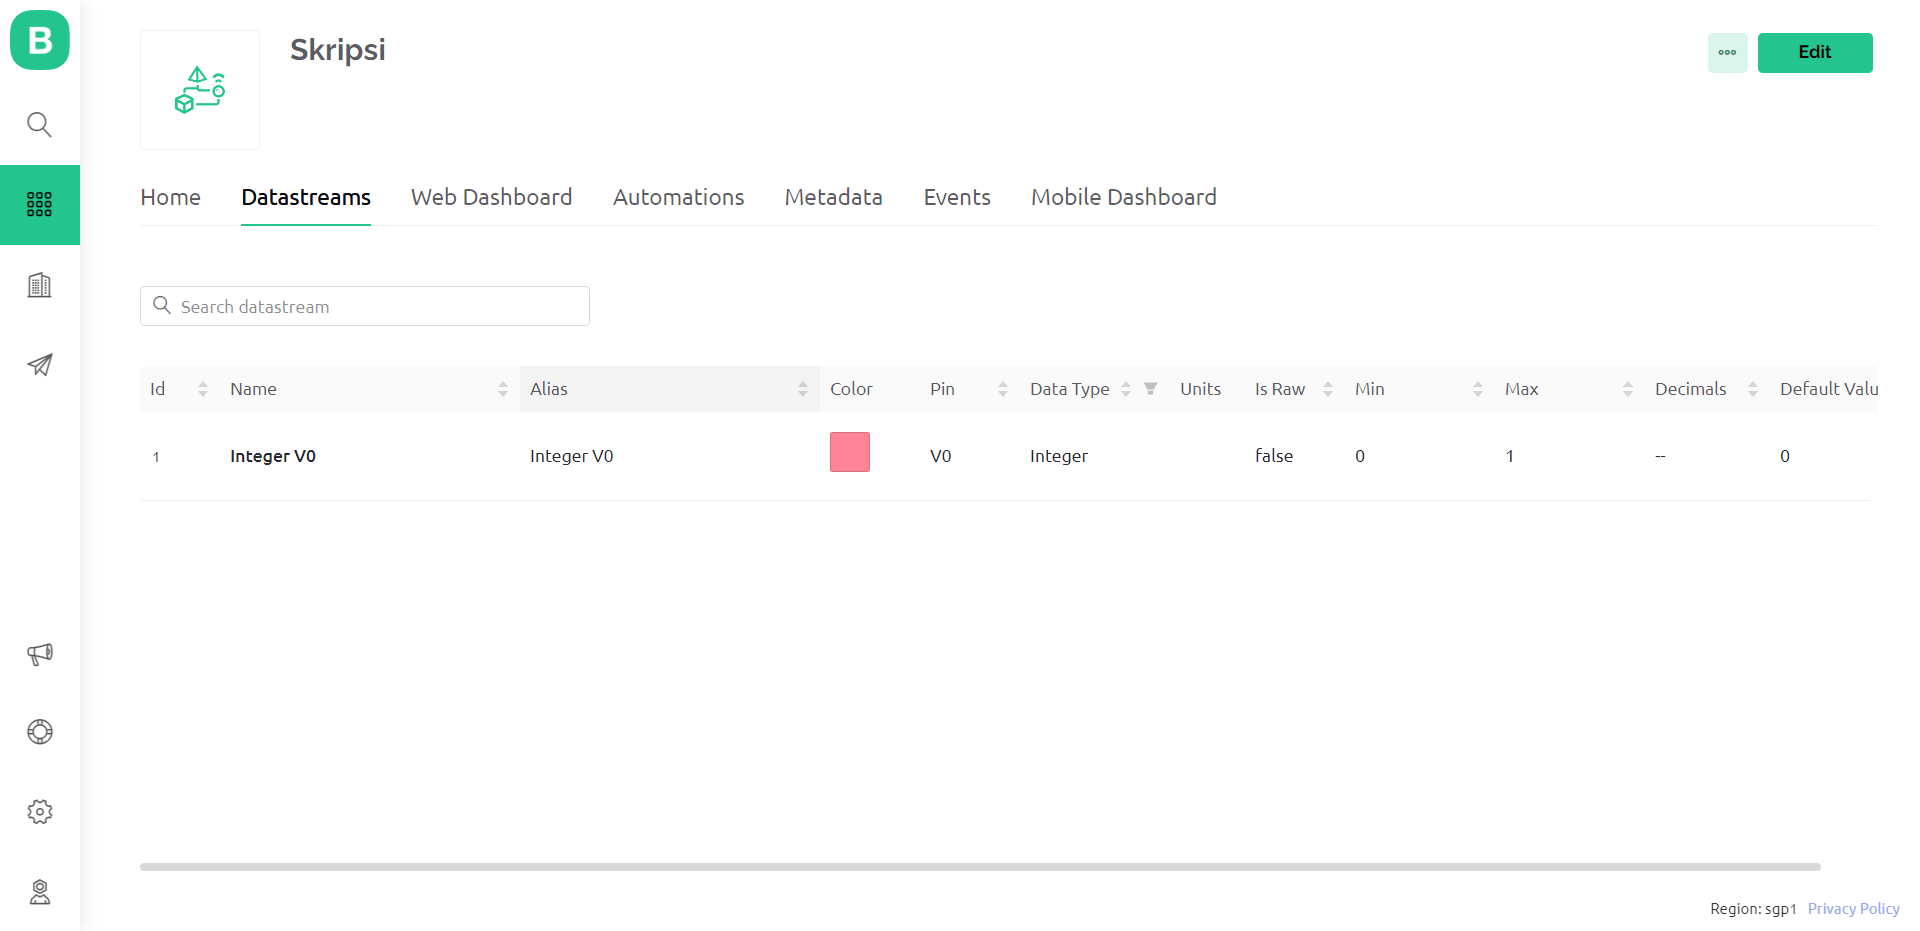 B
Skripsi
Edit
Home Datastreams Web Dashboard Automations Metadata Events Mobile Dashboard
Search datastream
Id Name Alias Color Pin Data Type Units Is Raw Min Max Decimals Default Valu
1 Integer V0 Integer V0 V0 Integer false 0 1 -- 0
Region: sgp1 Privacy Policy